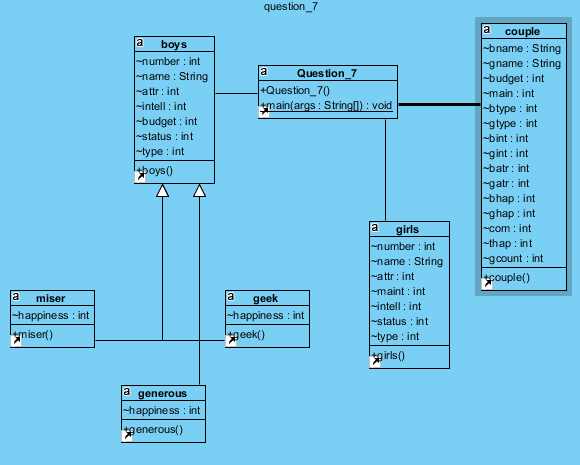 question_7
a
boys
~number : int
~name : String
~attr : int
~intell : int
~budget : int
~status : int
~type : int
+boys()
a
Question_7
+Question_7()
+main(args : String[]) : void
a
couple
~bname : String
~gname : String
~budget : int
~main : int
~btype : int
~gtype : int
~bint : int
~gint : int
~batr : int
~gatr : int
~bhap : int
~ghap : int
~com : int
~thap : int
~gcount : int
+couple()
a
girls
~number : int
~name : String
~attr : int
~maint : int
~intell : int
~status : int
~type : int
+girls()
a
miser
~happiness : int
+miser()
a
geek
~happiness : int
+geek()
a
generous
~happiness : int
+generous()